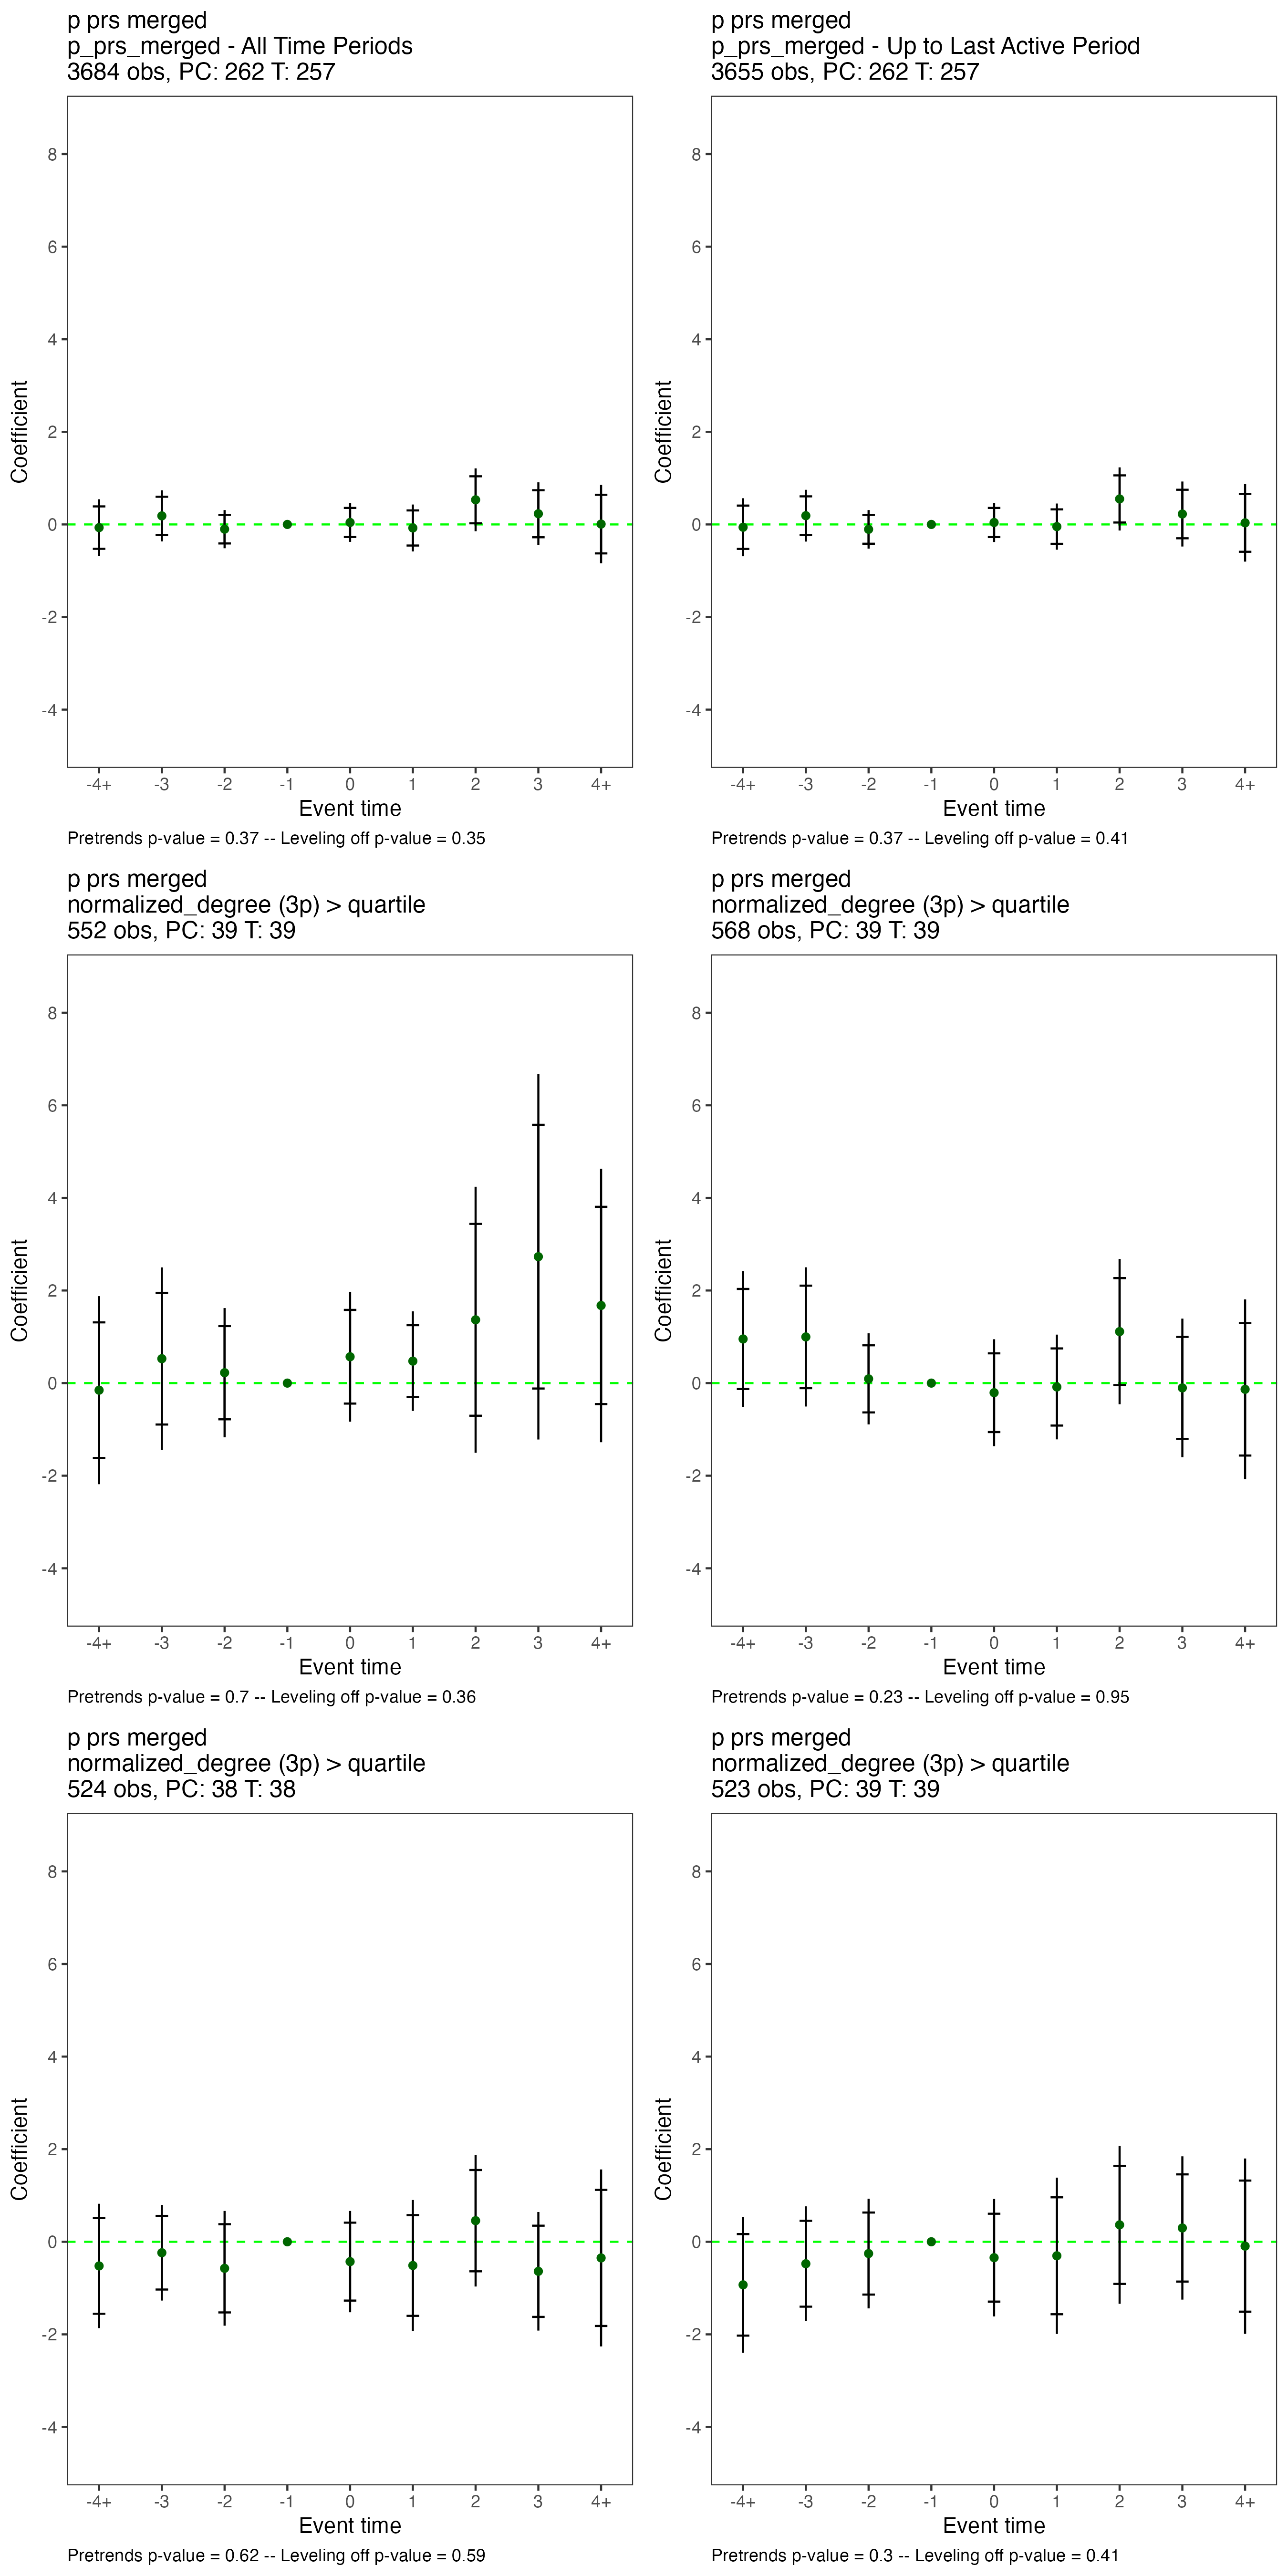 p prs merged
p_prs_merged - All Time Periods
3684 obs, PC: 262 T: 257
8
6
4
2
0
-2
-4
Coefficient
-4+ -3 -2 -1 0 1 2 3 4+
Event time
Pretrends p-value = 0.37 -- Leveling off p-value = 0.35
p prs merged
p_prs_merged - Up to Last Active Period
3655 obs, PC: 262 T: 257
8
6
4
2
0
-2
-4
Coefficient
-4+ -3 -2 -1 0 1 2 3 4+
Event time
Pretrends p-value = 0.37 -- Leveling off p-value = 0.41
p prs merged
normalized_degree (3p) > quartile
552 obs, PC: 39 T: 39
8
6
4
2
0
-2
-4
Coefficient
-4+ -3 -2 -1 0 1 2 3 4+
Event time
Pretrends p-value = 0.7 -- Leveling off p-value = 0.36
p prs merged
normalized_degree (3p) > quartile
568 obs, PC: 39 T: 39
8
6
4
2
0
-2
-4
Coefficient
-4+ -3 -2 -1 0 1 2 3 4+
Event time
Pretrends p-value = 0.23 -- Leveling off p-value = 0.95
p prs merged
normalized_degree (3p) > quartile
524 obs, PC: 38 T: 38
8
6
4
2
0
-2
-4
Coefficient
-4+ -3 -2 -1 0 1 2 3 4+
Event time
Pretrends p-value = 0.62 -- Leveling off p-value = 0.59
p prs merged
normalized_degree (3p) > quartile
523 obs, PC: 39 T: 39
8
6
4
2
0
-2
-4
Coefficient
-4+ -3 -2 -1 0 1 2 3 4+
Event time
Pretrends p-value = 0.3 -- Leveling off p-value = 0.41